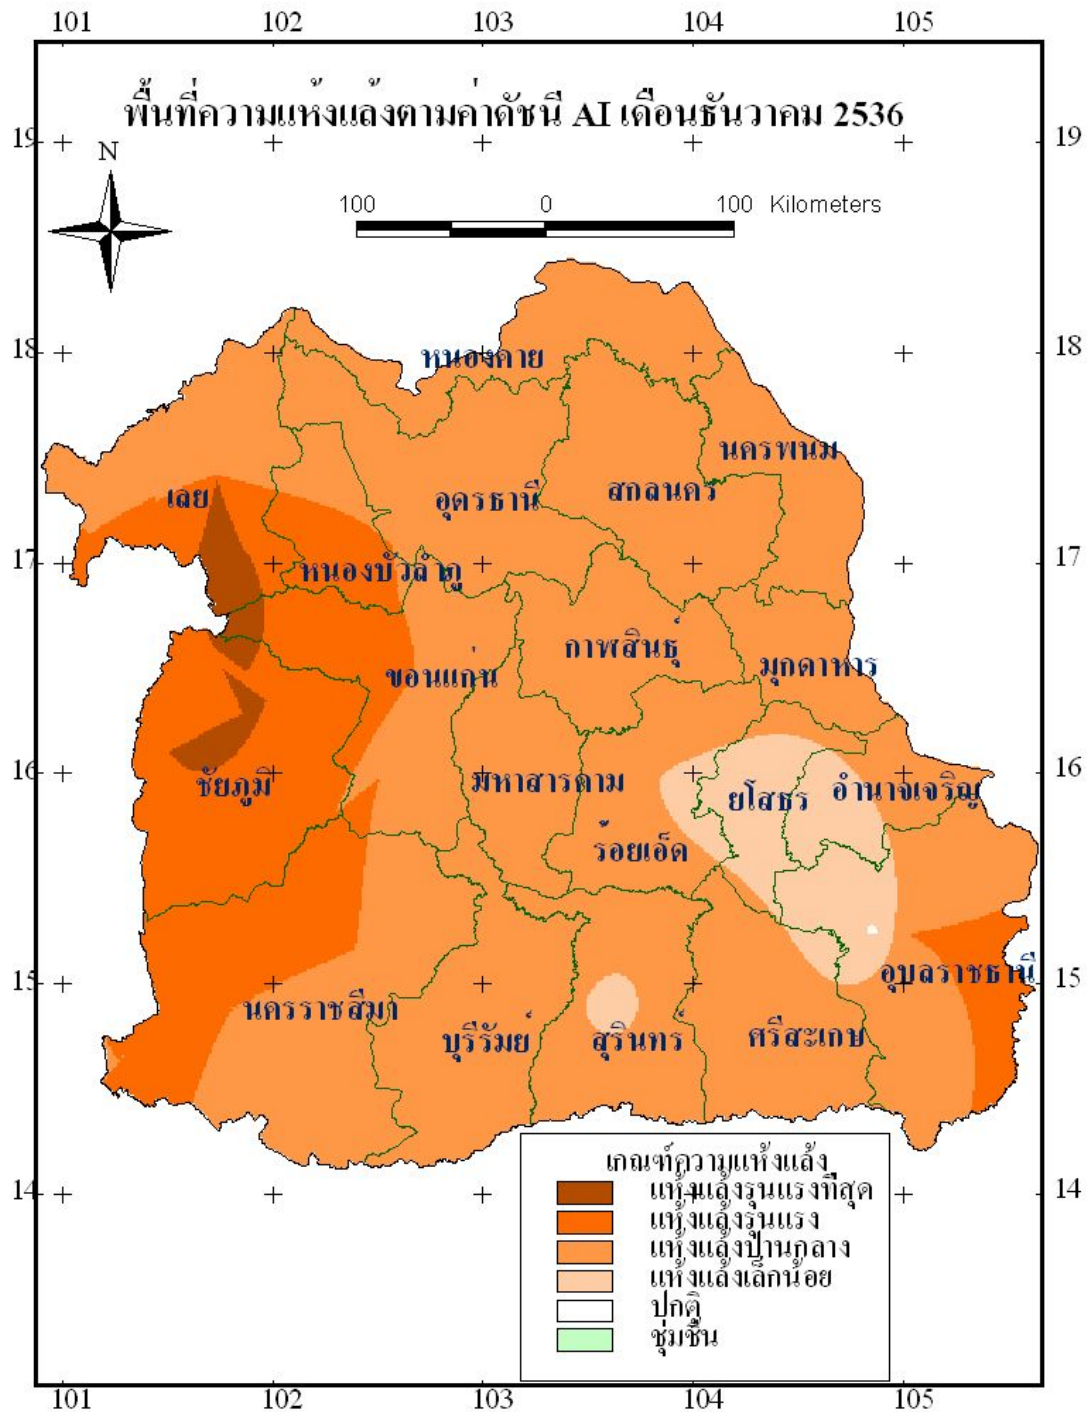 101 102 103 104 105
พื้นที่ความแห้งแล้งตามค่าดัชนี AI เดือนธันวาคม 2536
19 19
N
100 0 100 Kilometers
18 18
หนองคาย
นครพนม
เลย
อุดรธานี
สกลนคร
17 17
หนองบัวลำภู
กาฬสินธุ์
มุกดาหาร
ขอนแก่น
16 16
ชัยภูมิ
มหาสารคาม
ยโสธร
อำนาจเจริญ
ร้อยเอ็ด
15 15
อุบลราชธานี
นครราชสีมา
บุรีรัมย์
สุรินทร์
ศรีสะเกษ
เกณฑ์ความแห้งแล้ง
14 14
แห้งแล้งรุนแรงที่สุด
แห้งแล้งรุนแรง
แห้งแล้งปานกลาง
แห้งแล้งเล็กน้อย
ปกติ
ชุ่มชื้น
101 102 103 104 105